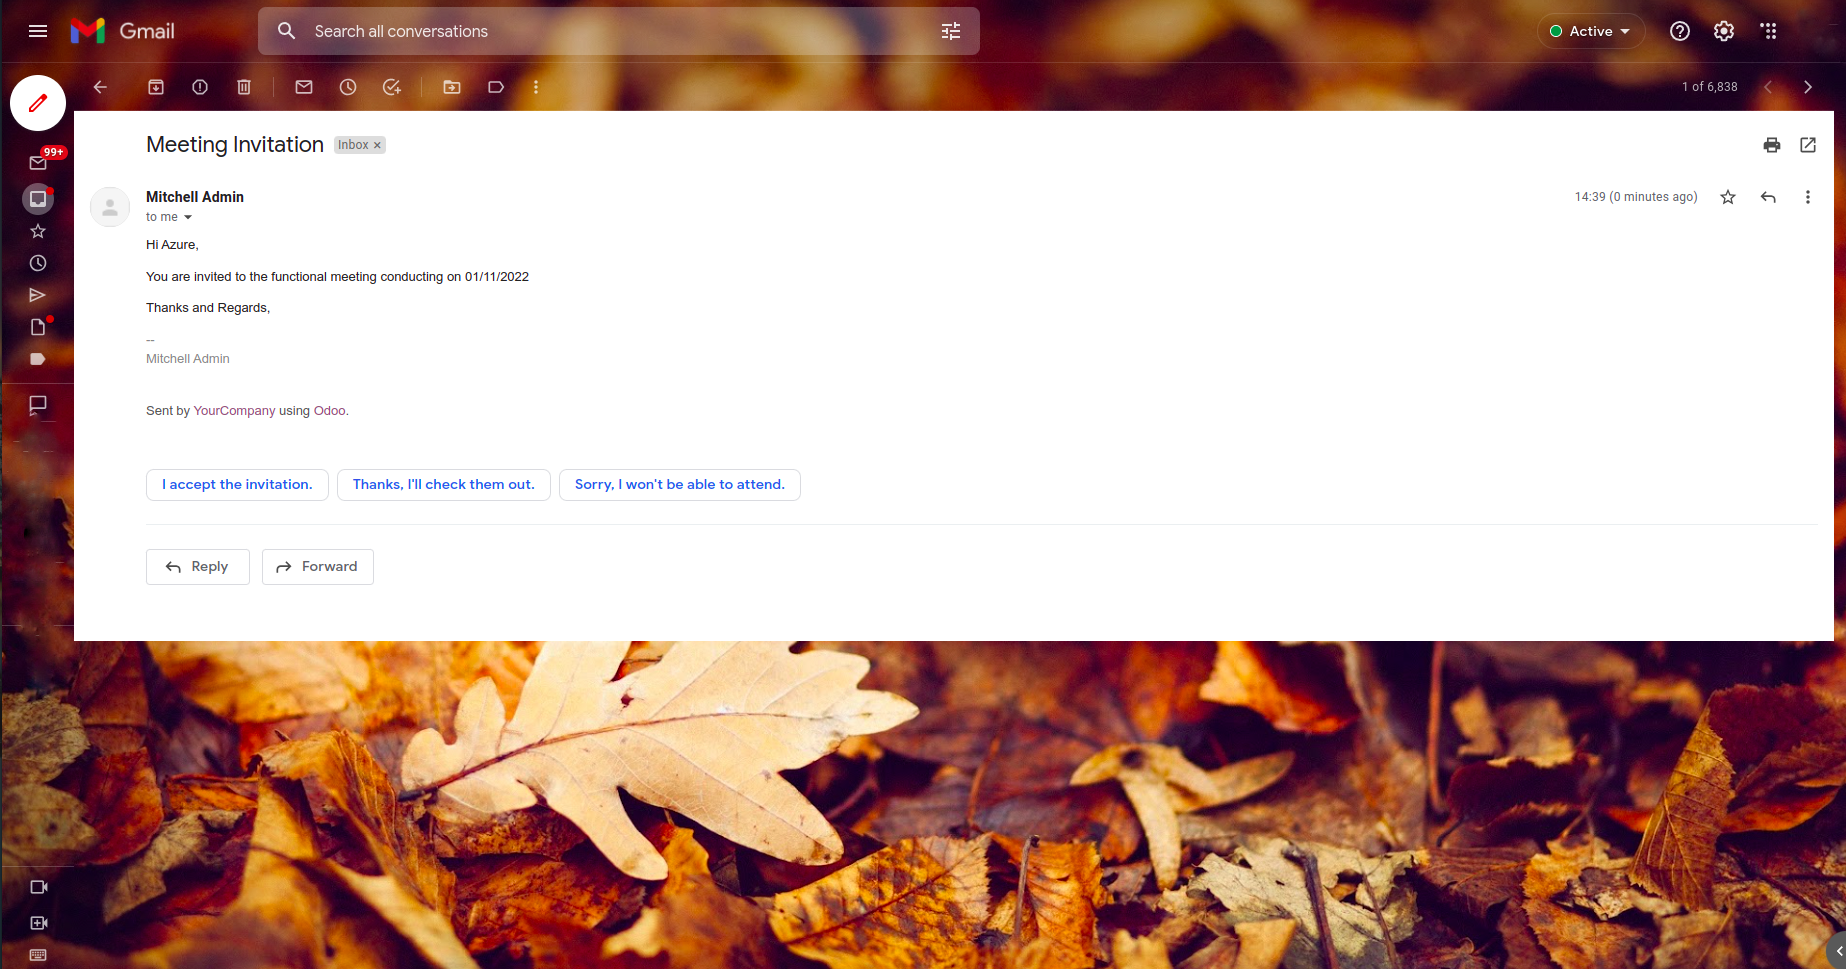 Gmail
Search all conversations
Active
1 of 6,838
99+
Meeting Invitation
Inbox ×
Mitchell Admin
14:39 (0 minutes ago)
to me
Hi Azure,
You are invited to the functional meeting conducting on 01/11/2022
Thanks and Regards,
--
Mitchell Admin
Sent by YourCompany using Odoo.
I accept the invitation.
Thanks, I'll check them out.
Sorry, I won't be able to attend.
Reply
Forward